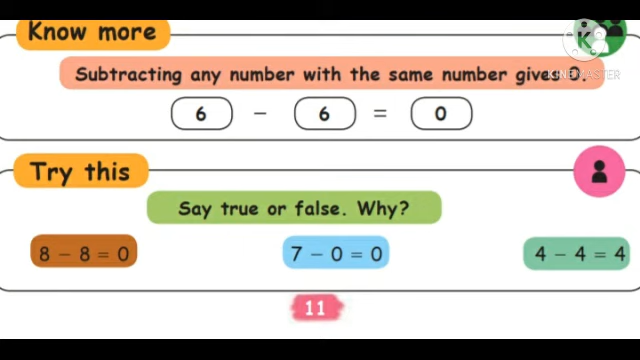 Know more
Subtracting any number with the same number gives 0.
6 − 6 = 0
Try this
Say true or false. Why?
8 − 8 = 0 7 − 0 = 0 4 − 4 = 4
11
K
KINEMASTER